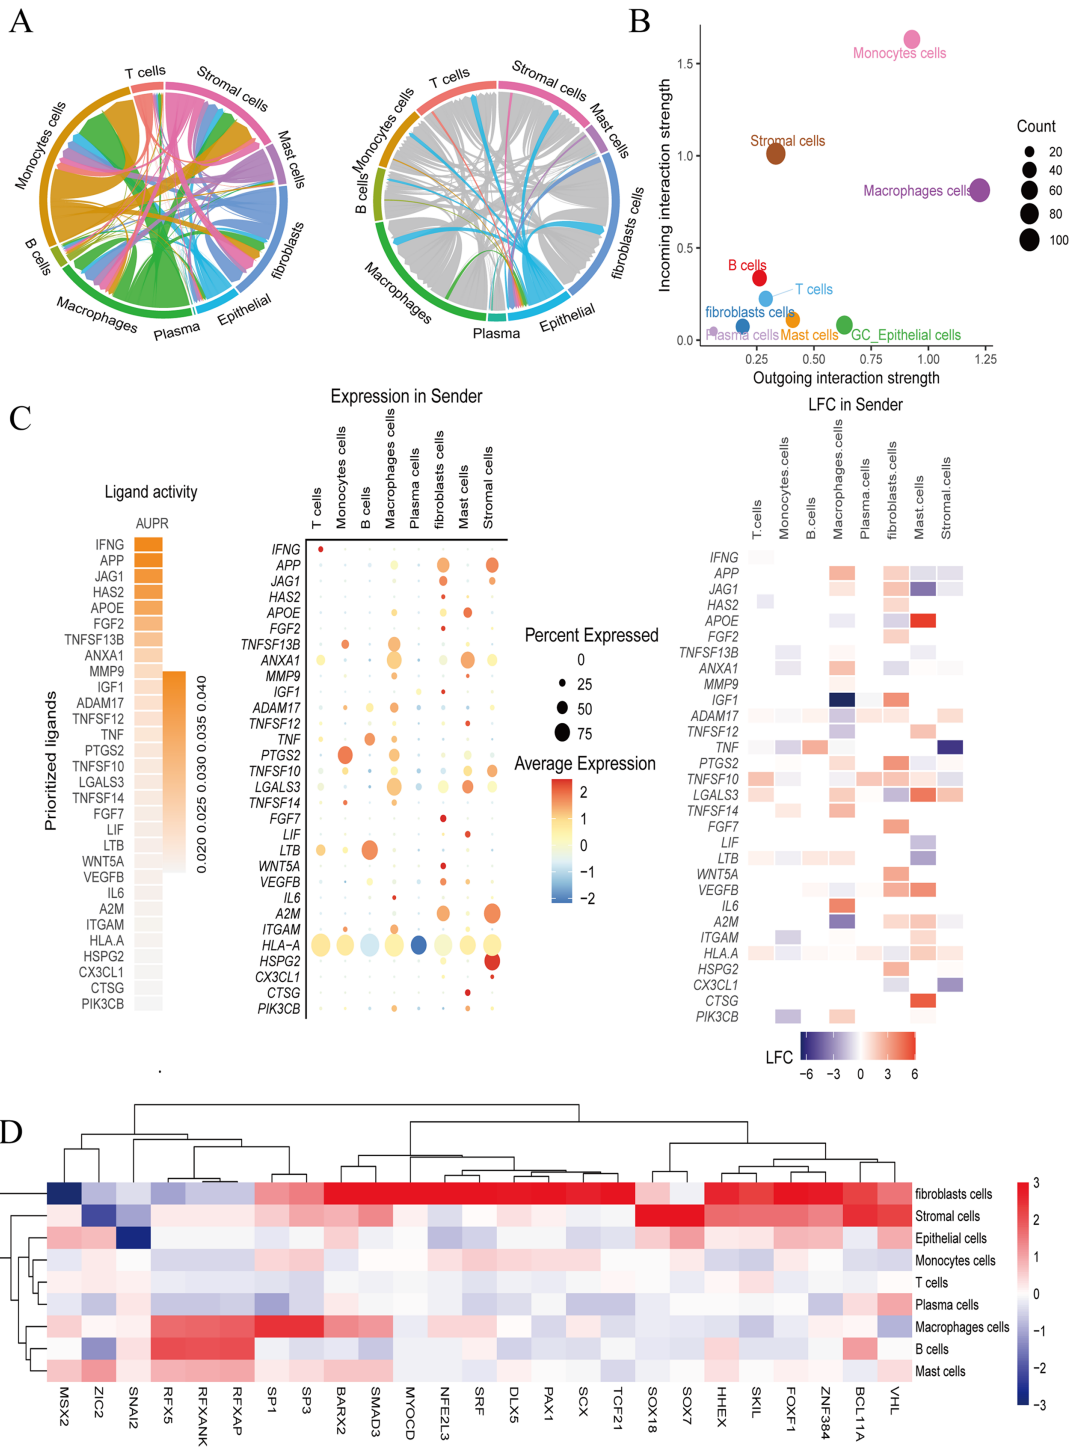 A
T cells
Stromal cells
Mast cells
fibroblasts
Epithelial
Plasma
Macrophages
B cells
Monocytes cells
T cells
Stromal cells
Mast cells
fibroblasts cells
Epithelial
Plasma
Macrophages
B cells
Monocytes cells
B
Incoming interaction strength
1.5
1.0
0.5
0.0
Monocytes cells
Stromal cells
Macrophages cells
B cells
T cells
fibroblasts cells
Plasma cells
Mast cells
GC_Epithelial cells
0.25
0.50
0.75
1.00
1.25
Outgoing interaction strength
Count
20
40
60
80
100
C
Ligand activity
AUPR
Prioritized ligands
IFNG
APP
JAG1
HAS2
APOE
FGF2
TNFSF13B
ANXA1
MMP9
IGF1
ADAM17
TNFSF12
TNF
PTGS2
TNFSF10
LGALS3
TNFSF14
FGF7
LIF
LTB
WNT5A
VEGFB
IL6
A2M
ITGAM
HLA.A
HSPG2
CX3CL1
CTSG
PIK3CB
0.020 0.025 0.030 0.035 0.040
Expression in Sender
T cells
Monocytes cells
B cells
Macrophages cells
Plasma cells
fibroblasts cells
Mast cells
Stromal cells
IFNG
APP
JAG1
HAS2
APOE
FGF2
TNFSF13B
ANXA1
MMP9
IGF1
ADAM17
TNFSF12
TNF
PTGS2
TNFSF10
LGALS3
TNFSF14
FGF7
LIF
LTB
WNT5A
VEGFB
IL6
A2M
ITGAM
HLA−A
HSPG2
CX3CL1
CTSG
PIK3CB
Percent Expressed
0
25
50
75
Average Expression
2
1
0
−1
−2
LFC in Sender
T.cells
Monocytes.cells
B.cells
Macrophages.cells
Plasma.cells
fibroblasts.cells
Mast.cells
Stromal.cells
IFNG
APP
JAG1
HAS2
APOE
FGF2
TNFSF13B
ANXA1
MMP9
IGF1
ADAM17
TNFSF12
TNF
PTGS2
TNFSF10
LGALS3
TNFSF14
FGF7
LIF
LTB
WNT5A
VEGFB
IL6
A2M
ITGAM
HLA.A
HSPG2
CX3CL1
CTSG
PIK3CB
LFC
−6 −3 0 3 6
D
fibroblasts cells
Stromal cells
Epithelial cells
Monocytes cells
T cells
Plasma cells
Macrophages cells
B cells
Mast cells
MSX2
ZIC2
SNAI2
RFX5
RFXANK
RFXAP
SP1
SP3
BARX2
SMAD3
MYOCD
NFE2L3
SRF
DLX5
PAX1
SCX
TCF21
SOX18
SOX7
HHEX
SKIL
FOXF1
ZNF384
BCL11A
VHL
3
2
1
0
−1
−2
−3